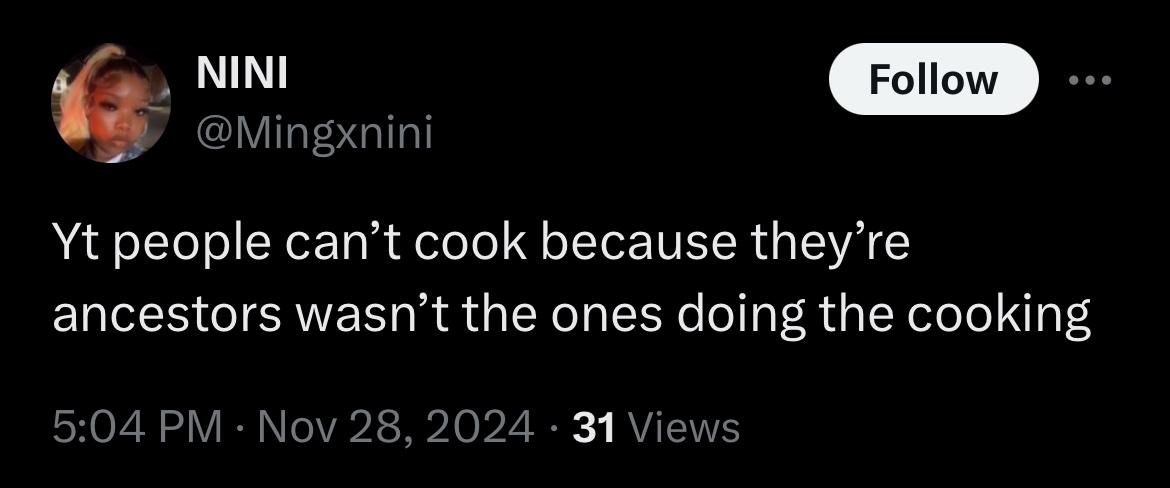 NINI
Follow
@Mingxnini
Yt people can’t cook because they’re
ancestors wasn’t the ones doing the cooking
5:04 PM · Nov 28, 2024 · 31 Views